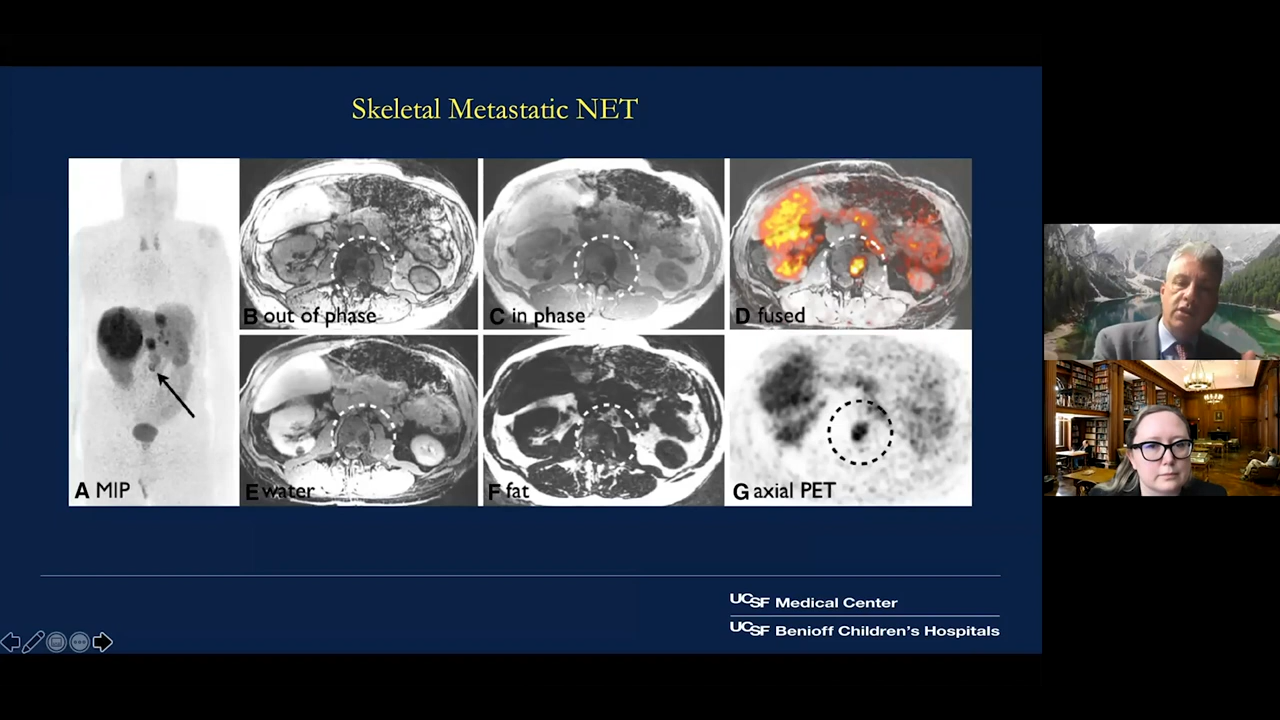 Skeletal Metastatic NET
A MIP
B out of phase
C in phase
D fused
E water
F fat
G axial PET
UCSF Medical Center
UCSF Benioff Children's Hospitals